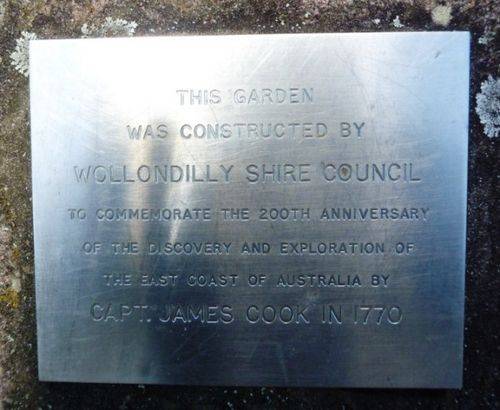 THIS GARDEN
WAS CONSTRUCTED BY
WOLLONDILLY SHIRE COUNCIL
TO COMMEMORATE THE 200TH ANNIVERSARY
OF THE DISCOVERY AND EXPLORATION OF
THE EAST COAST OF AUSTRALIA BY
CAPT. JAMES COOK IN 1770